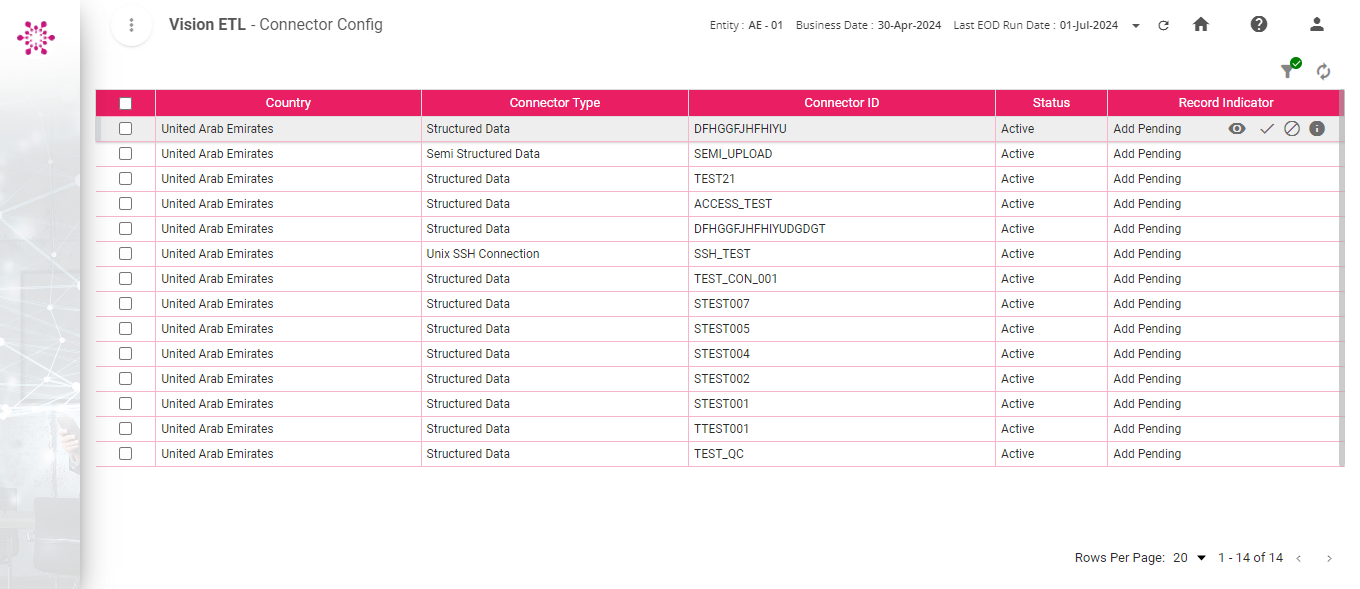 Vision ETL - Connector Config
Entity : AE - 01 Business Date : 30-Apr-2024 Last EOD Run Date : 01-Jul-2024
Country Connector Type Connector ID Status Record Indicator
United Arab Emirates Structured Data DFHGGFJHFHIYU Active Add Pending
United Arab Emirates Semi Structured Data SEMI_UPLOAD Active Add Pending
United Arab Emirates Structured Data TEST21 Active Add Pending
United Arab Emirates Structured Data ACCESS_TEST Active Add Pending
United Arab Emirates Structured Data DFHGGFJHFHIYUDGDGT Active Add Pending
United Arab Emirates Unix SSH Connection SSH_TEST Active Add Pending
United Arab Emirates Structured Data TEST_CON_001 Active Add Pending
United Arab Emirates Structured Data STEST007 Active Add Pending
United Arab Emirates Structured Data STEST005 Active Add Pending
United Arab Emirates Structured Data STEST004 Active Add Pending
United Arab Emirates Structured Data STEST002 Active Add Pending
United Arab Emirates Structured Data STEST001 Active Add Pending
United Arab Emirates Structured Data TTEST001 Active Add Pending
United Arab Emirates Structured Data TEST_QC Active Add Pending
Rows Per Page: 20 1 - 14 of 14